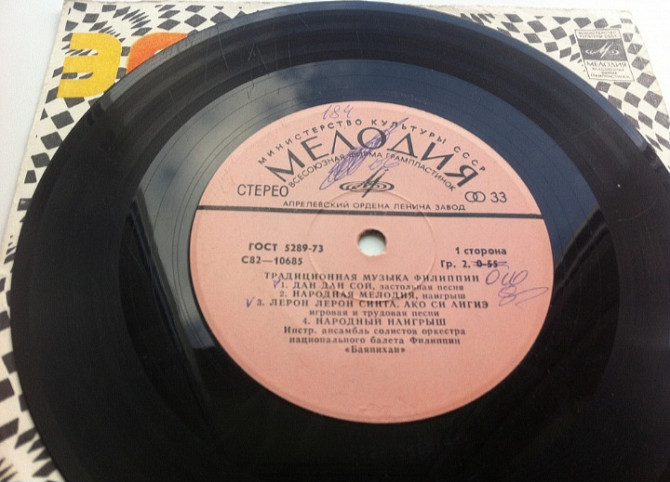 184
МИНИСТЕРСТВО КУЛЬТУРЫ СССР
МЕЛОДИЯ
ВСЕСОЮЗНАЯ ФИРМА ГРАМПЛАСТИНОК
СТЕРЕО
33
АПРЕЛЕВСКИЙ ОРДЕНА ЛЕНИНА ЗАВОД
ГОСТ 5289-73
1 сторона
С82—10685
Гр. 2. 0-55
ТРАДИЦИОННАЯ МУЗЫКА ФИЛИППИН
1. ДАН ДАН СОЙ, застольная песня
2. НАРОДНАЯ МЕЛОДИЯ, наигрыш
3. ЛЕРОН ЛЕРОН СИНТА, АКО СИ АНГИЭ
игровая и трудовая песни
4. НАРОДНЫЙ НАИГРЫШ
Инстр. ансамбль солистов оркестра
национального балета Филиппин
«Баянихан»
МЕЛОДИЯ